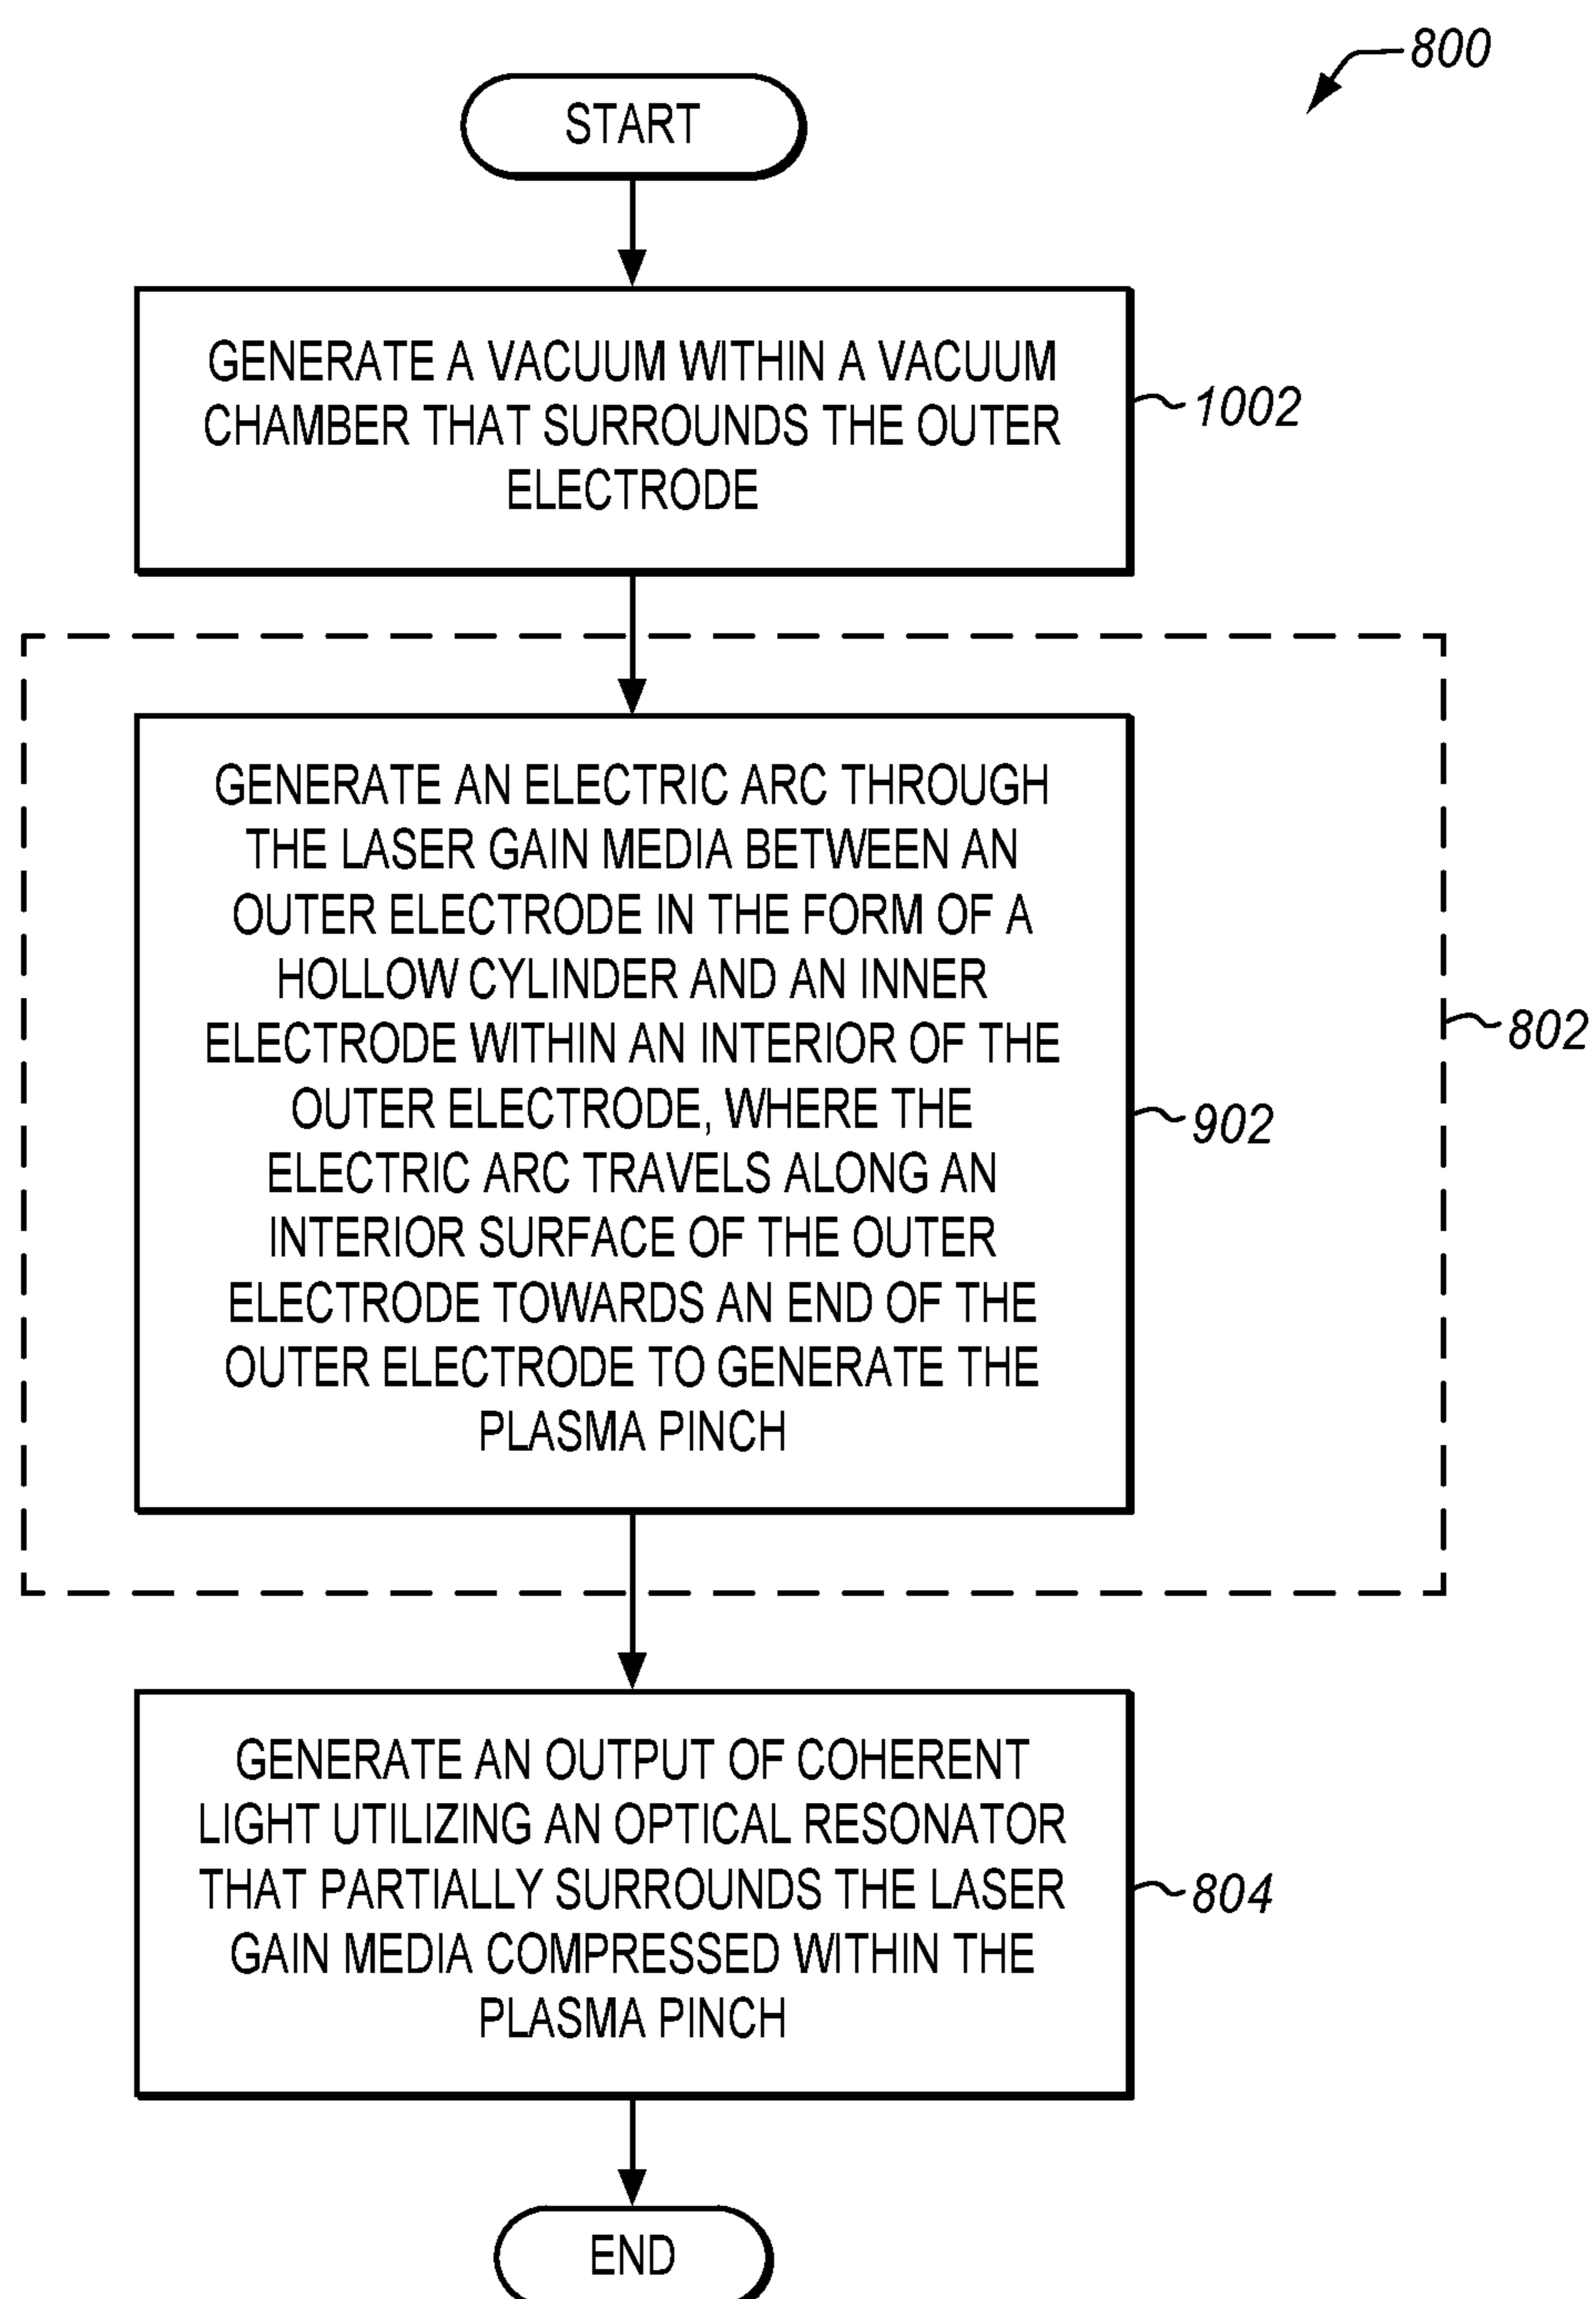 800
START
GENERATE A VACUUM WITHIN A VACUUM
CHAMBER THAT SURROUNDS THE OUTER
ELECTRODE
1002
GENERATE AN ELECTRIC ARC THROUGH
THE LASER GAIN MEDIA BETWEEN AN
OUTER ELECTRODE IN THE FORM OF A
HOLLOW CYLINDER AND AN INNER
ELECTRODE WITHIN AN INTERIOR OF THE
OUTER ELECTRODE, WHERE THE
ELECTRIC ARC TRAVELS ALONG AN
INTERIOR SURFACE OF THE OUTER
ELECTRODE TOWARDS AN END OF THE
OUTER ELECTRODE TO GENERATE THE
PLASMA PINCH
902
802
GENERATE AN OUTPUT OF COHERENT
LIGHT UTILIZING AN OPTICAL RESONATOR
THAT PARTIALLY SURROUNDS THE LASER
GAIN MEDIA COMPRESSED WITHIN THE
PLASMA PINCH
804
END